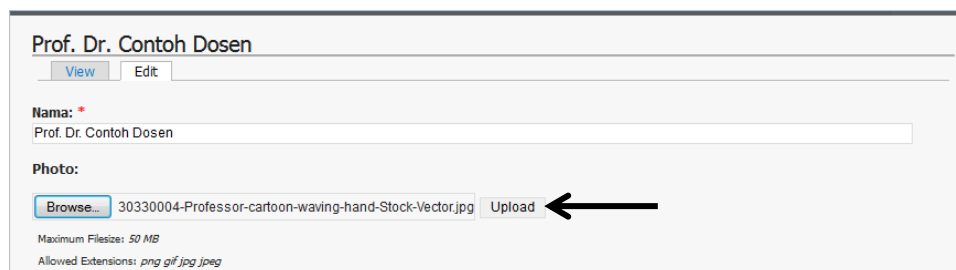 Prof. Dr. Contoh Dosen
View Edit
Nama: *
Prof. Dr. Contoh Dosen
Photo:
Browse... 30330004-Professor-cartoon-waving-hand-Stock-Vector.jpg Upload
Maximum Filesize: 50 MB
Allowed Extensions: png gif jpg jpeg